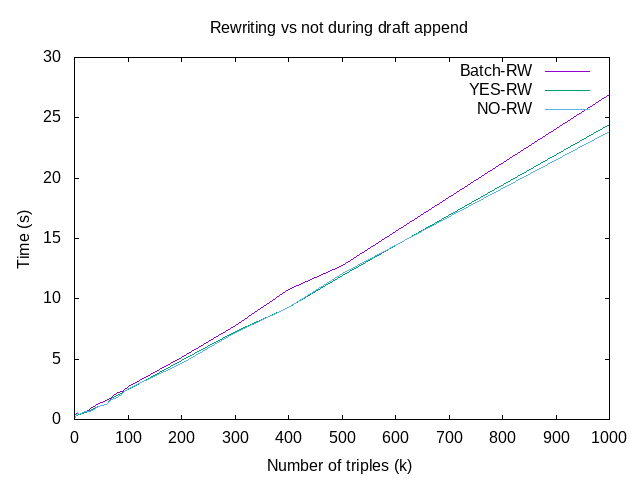 Rewriting vs not during draft append
30
25
20
15
10
5
0
Time (s)
Batch-RW
YES-RW
NO-RW
0 100 200 300 400 500 600 700 800 900 1000
Number of triples (k)